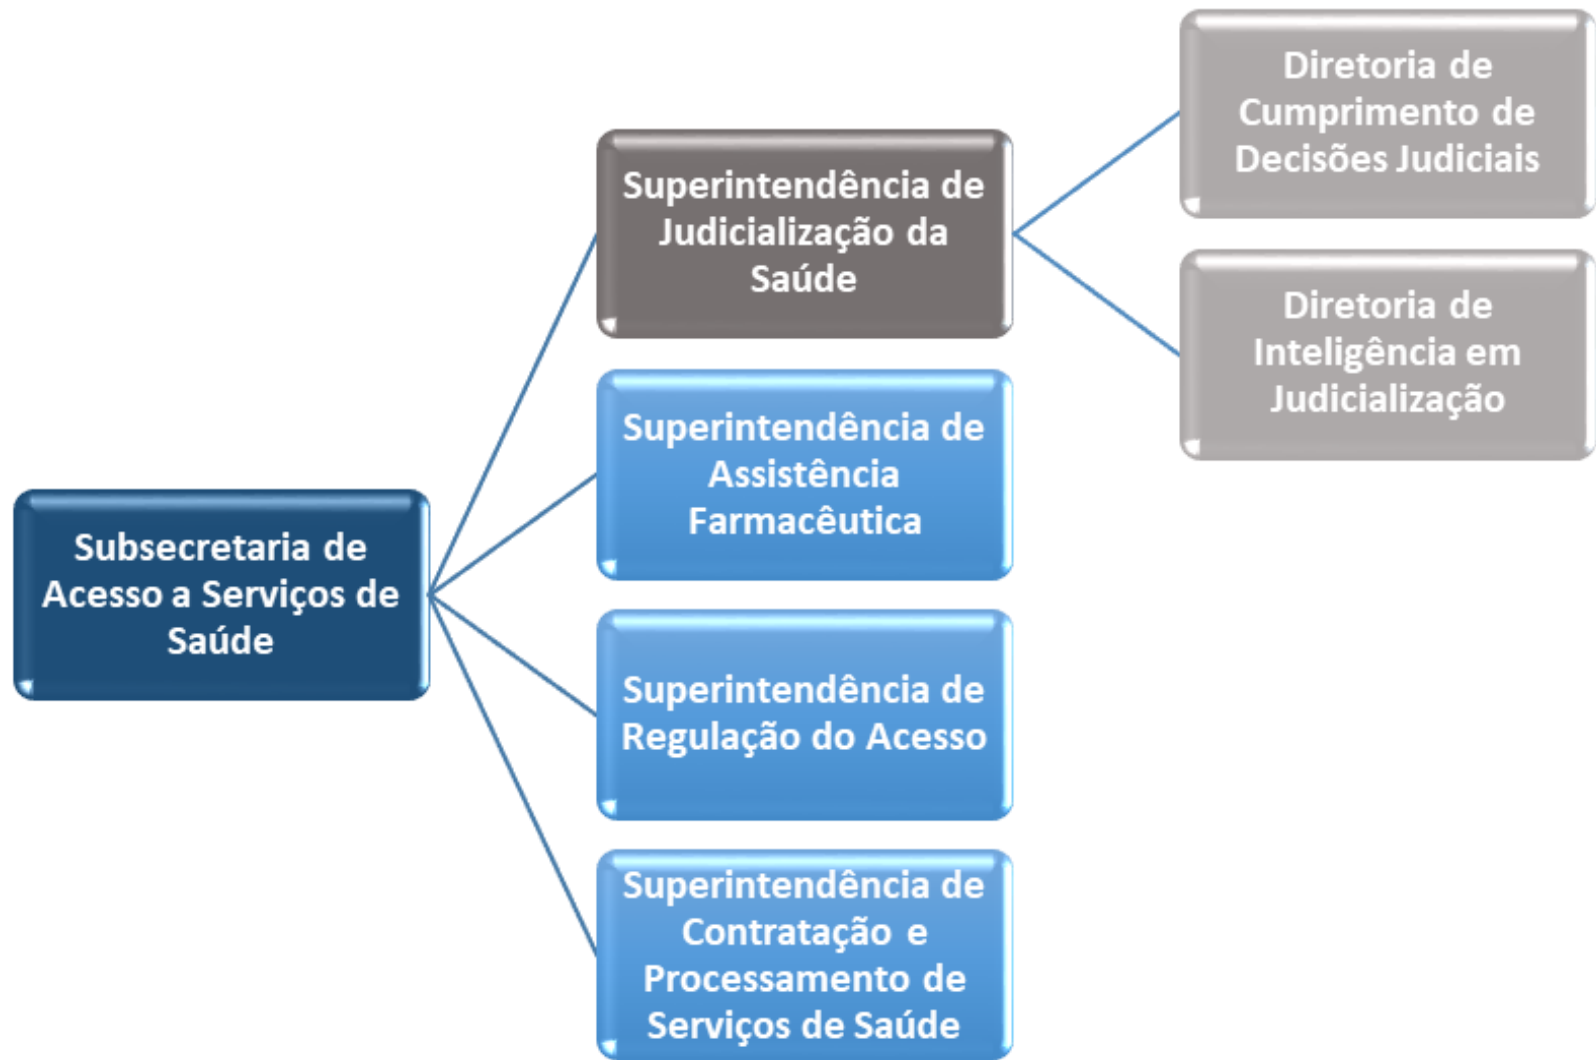 Subsecretaria de
Acesso a Serviços de
Saúde
Superintendência de
Judicialização da
Saúde
Superintendência de
Assistência
Farmacêutica
Superintendência de
Regulação do Acesso
Superintendência de
Contratação e
Processamento de
Serviços de Saúde
Diretoria de
Cumprimento de
Decisões Judiciais
Diretoria de
Inteligência em
Judicialização